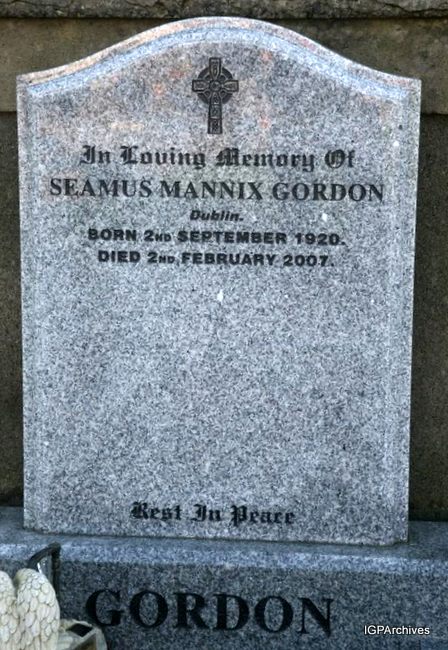 In Loving Memory Of
SEAMUS MANNIX GORDON
Dublin.
BORN 2ND SEPTEMBER 1920.
DIED 2ND FEBRUARY 2007.
Rest In Peace
GORDON
IGPArchives